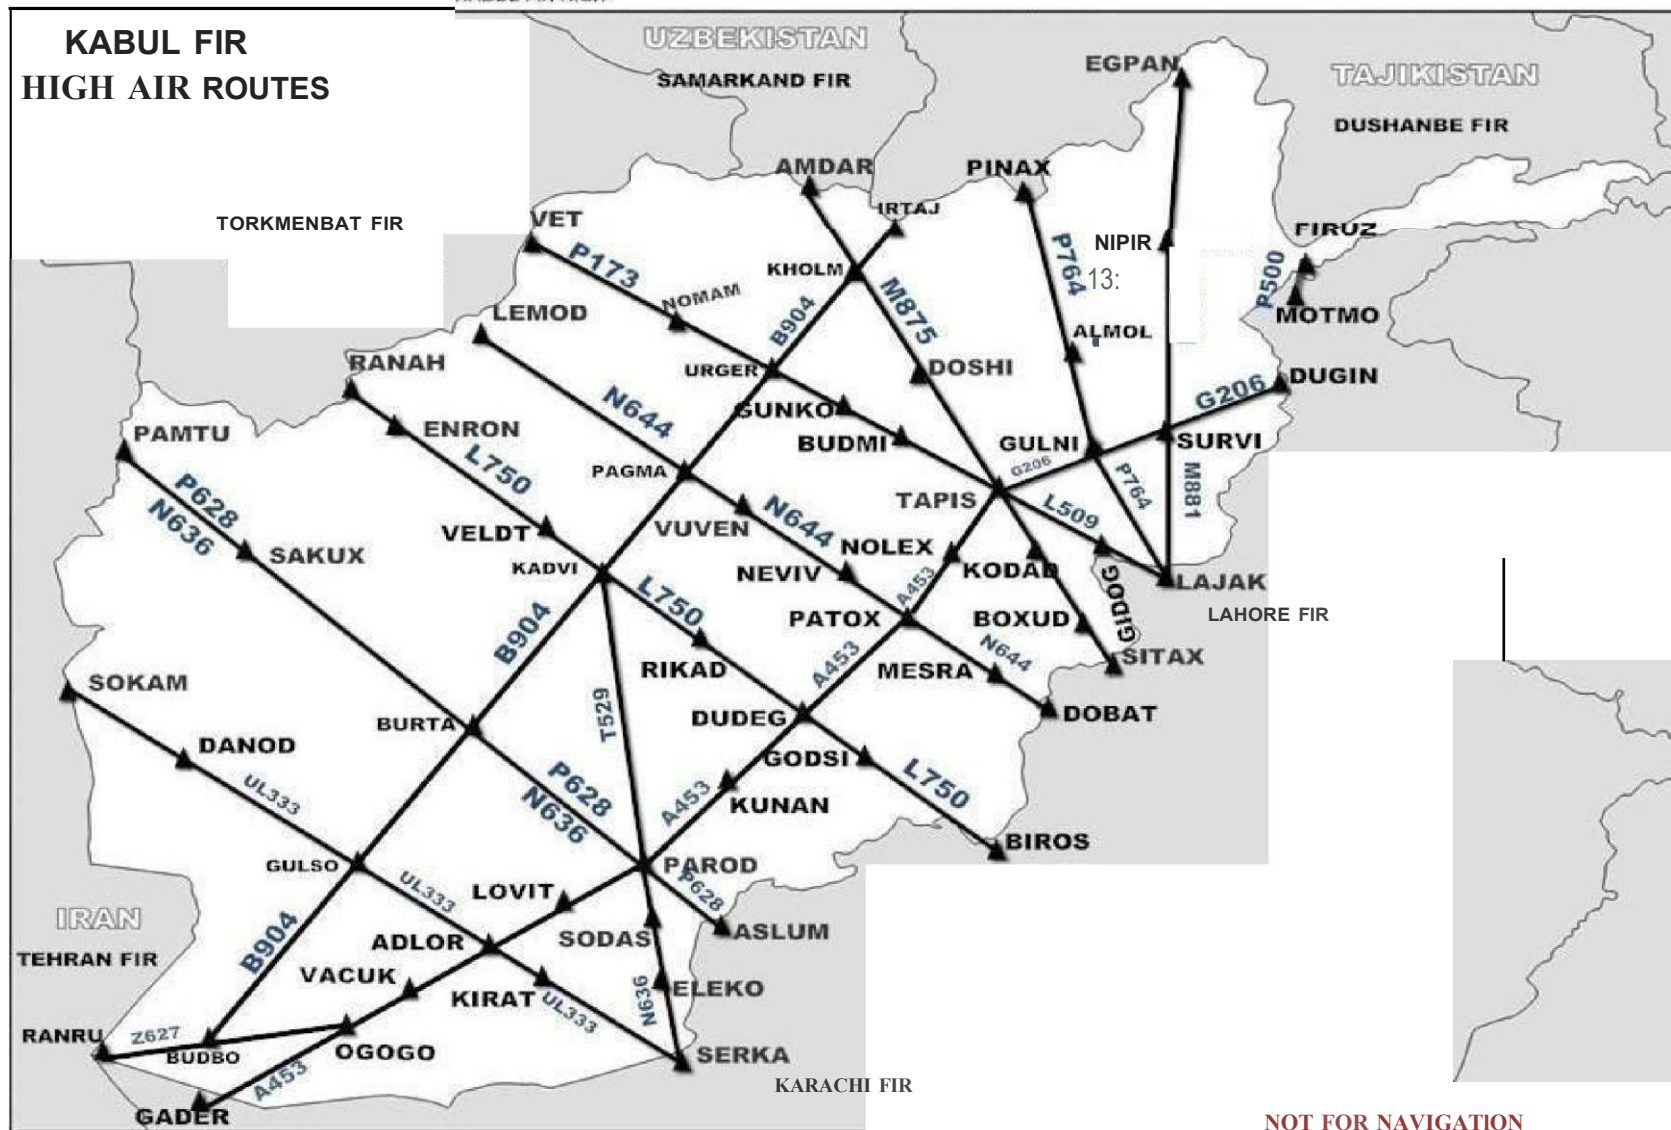 KABUL FIR
HIGH AIR ROUTES
UZBEKISTAN
SAMARKAND FIR
EGPAN
TAJIKISTAN
DUSHANBE FIR
AMDAR
PINAX
IRTAJ
TORKMENBAT FIR
VET
P173
KHOLM
NIPIR
FIRUZ
P764
13:
P500
MOTMO
LEMOD
NOMAM
B904
M875
ALMOL
RANAH
URGER
DOSHI
DUGIN
G206
N644
GUNKO
BUDMI
GULNI
SURVI
PAMTU
ENRON
L750
PAGMA
G206
P764
M881
P628
N636
VUVEN
N644
TAPIS
L509
SAKUX
VELDT
KADVI
NEVIV
NOLEX
KODAD
GIDOG
LAJAK
A453
LAHORE FIR
B904
L750
PATOX
BOXUD
SITAX
RIKAD
A453
MESRA
N644
SOKAM
T529
DUDEG
DOBAT
BURTA
DANOD
GODSI
L750
UL333
P628
N636
A453
KUNAN
BIROS
GULSO
UL333
PAROD
P628
LOVIT
IRAN
TEHRAN FIR
B904
ADLOR
SODAS
ASLUM
VACUK
KIRAT
UL333
N636
ELEKO
RANRU
Z627
BUDBO
OGOGO
SERKA
A453
KARACHI FIR
GADER
NOT FOR NAVIGATION